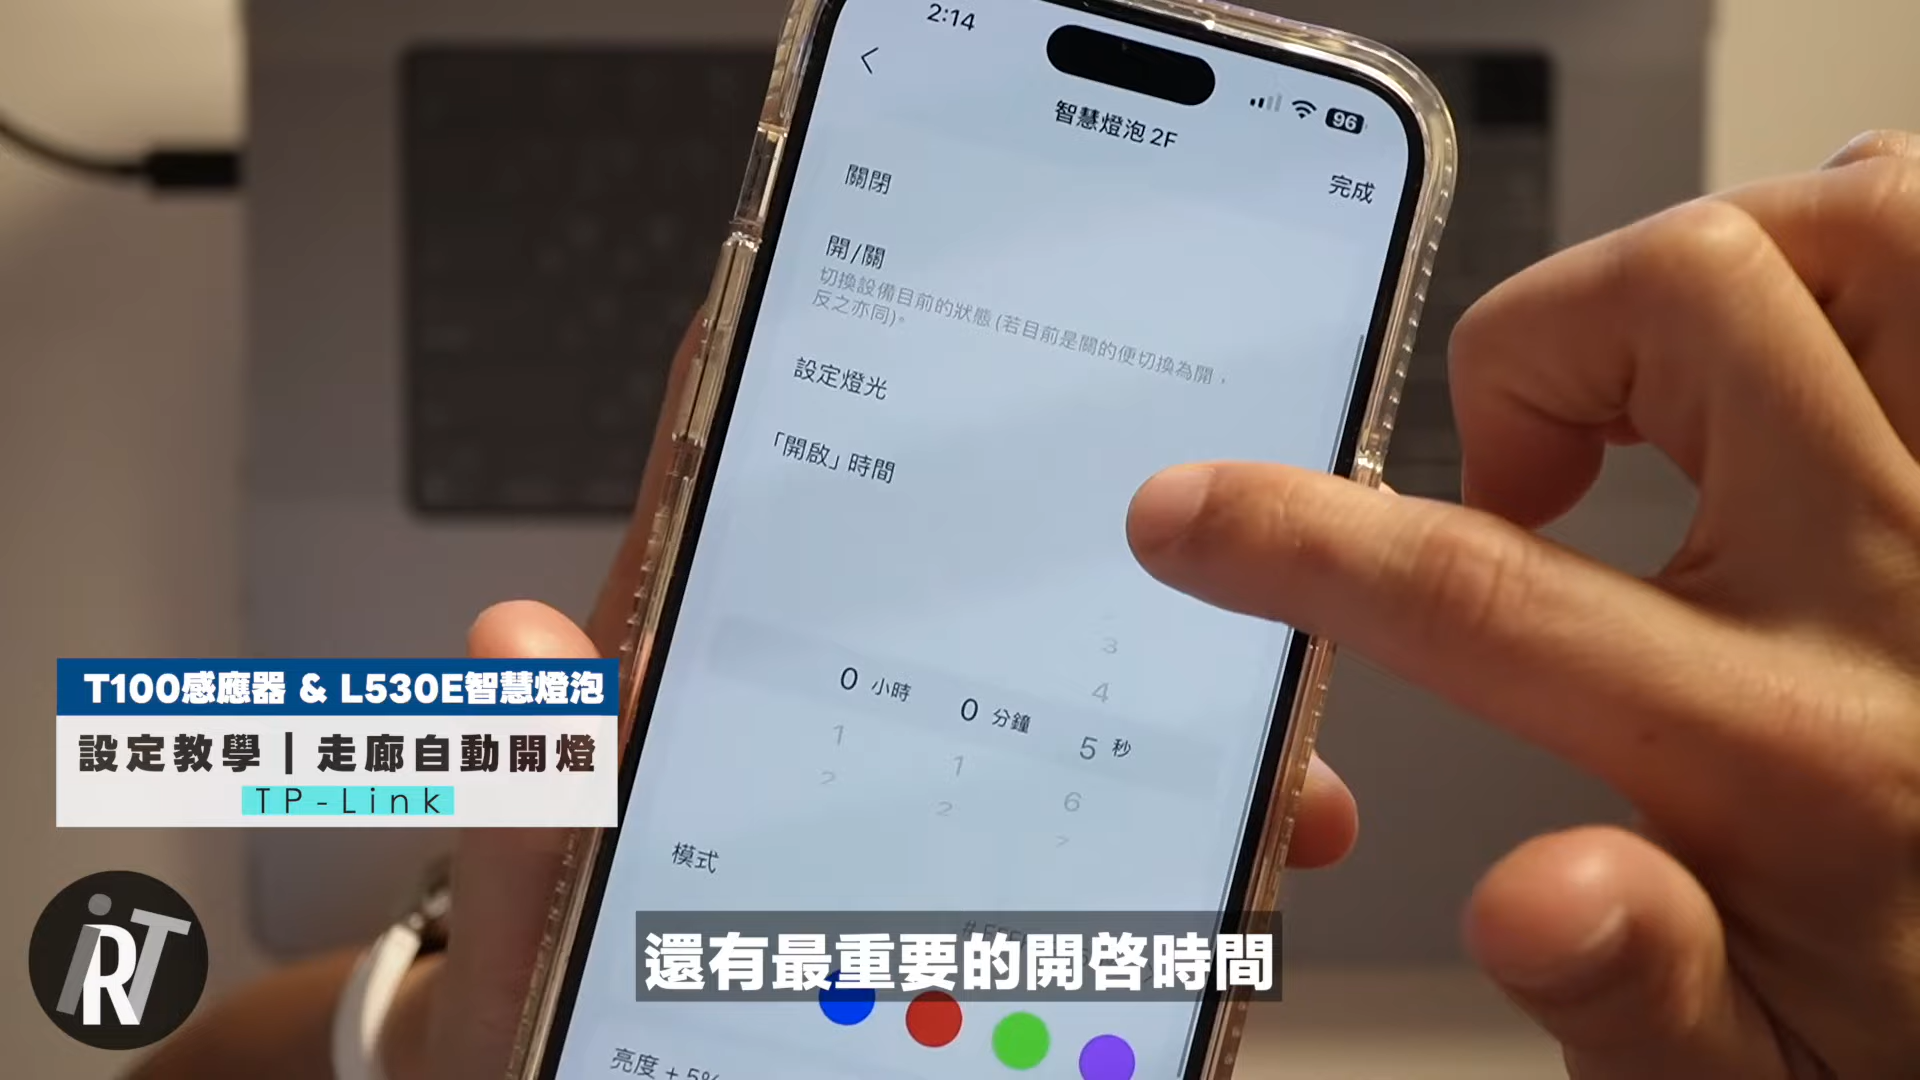 2:14
96
智慧燈泡 2F
完成
關閉
開/關
切換設備目前的狀態 (若目前是關的便切換為開，
反之亦同)。
設定燈光
「開啟」時間
3
4
0 小時 0 分鐘 5 秒
1 1 6
2 2 7
模式
亮度 + 5%
還有最重要的開啓時間
T100感應器 & L530E智慧燈泡
設定教學｜走廊自動開燈
TP-Link
iRT